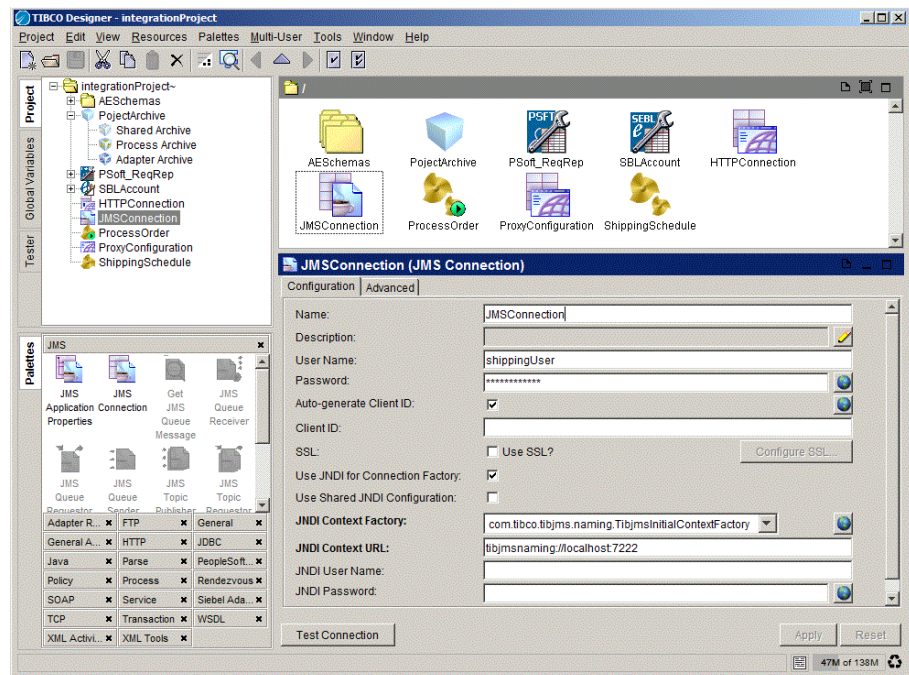 TIBCO Designer - integrationProject
Project Edit View Resources Palettes Multi-User Tools Window Help
Project
Global Variables
Tester
integrationProject~
AESchemas
PojectArchive
Shared Archive
Process Archive
Adapter Archive
PSoft_ReqRep
SBLAccount
HTTPConnection
JMSConnection
ProcessOrder
ProxyConfiguration
ShippingSchedule
/
PSFT
SEBL
AESchemas PojectArchive PSoft_ReqRep SBLAccount HTTPConnection
JMSConnection ProcessOrder ProxyConfiguration ShippingSchedule
JMSConnection (JMS Connection)
Configuration Advanced
Name: JMSConnection
Description:
User Name: shippingUser
Password: ************
Auto-generate Client ID:
Client ID:
SSL: Use SSL? Configure SSL...
Use JNDI for Connection Factory:
Use Shared JNDI Configuration:
JNDI Context Factory: com.tibco.tibjms.naming.TibjmsInitialContextFactory
JNDI Context URL: tibjmsnaming://localhost:7222
JNDI User Name:
JNDI Password:
Test Connection Apply Reset
47M of 138M
Palettes
JMS
JMS Application Properties
JMS Connection
Get JMS Queue Message
JMS Queue Receiver
JMS Queue Requestor
JMS Queue Sender
JMS Topic Publisher
JMS Topic Requestor
Adapter R... FTP General
General A... HTTP JDBC
Java Parse PeopleSoft...
Policy Process Rendezvous
SOAP Service Siebel Ada...
TCP Transaction WSDL
XML Activi... XML Tools